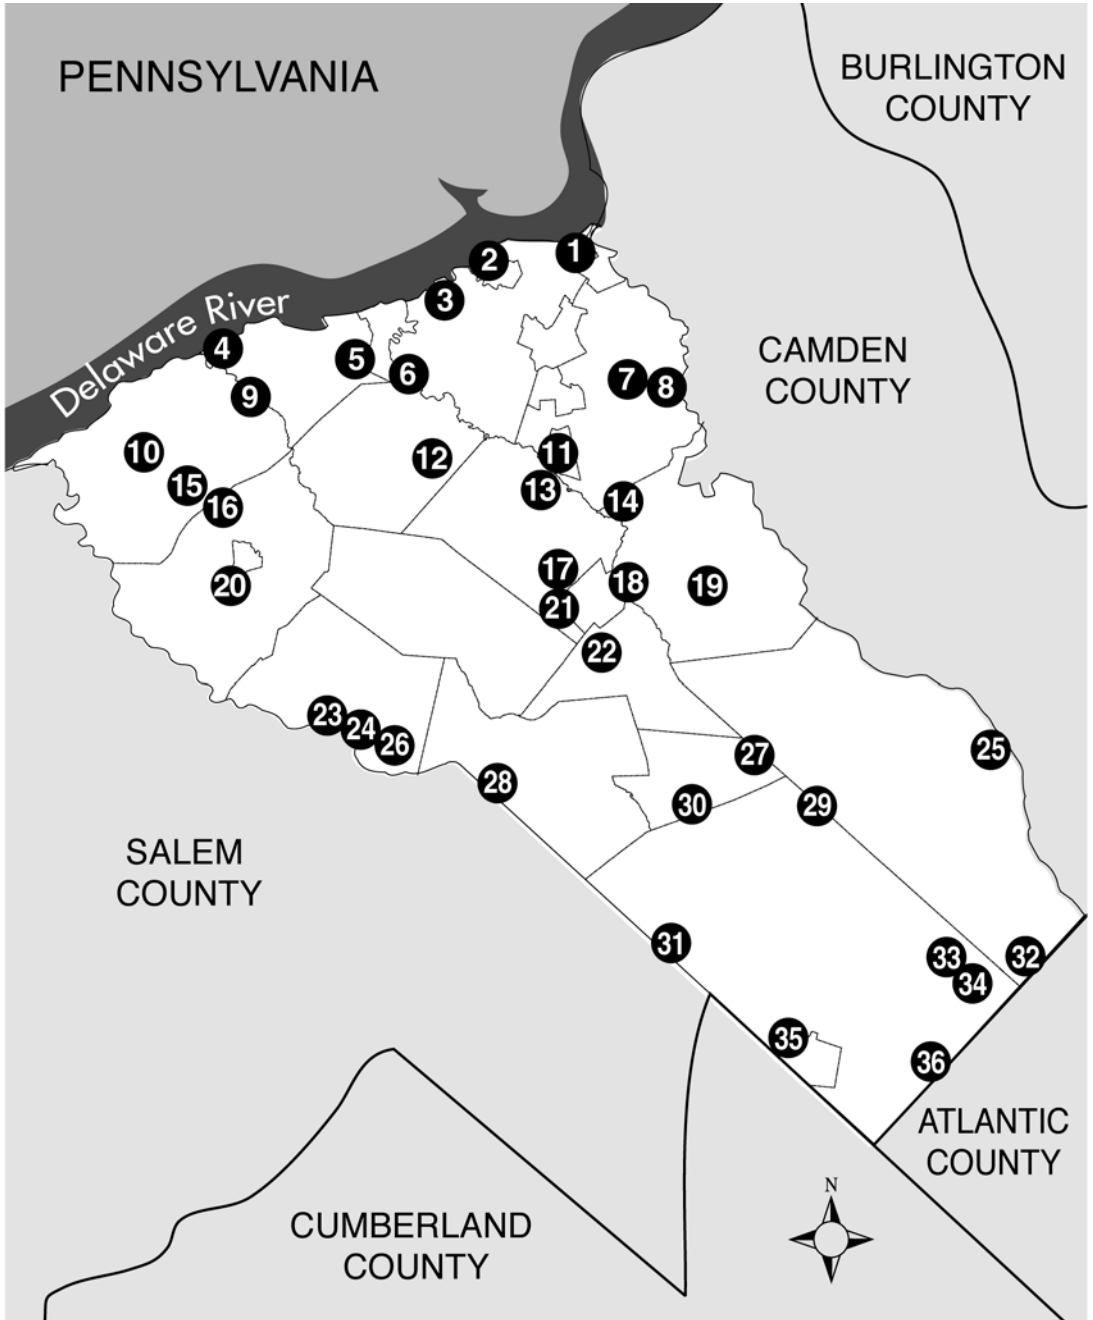 PENNSYLVANIA
BURLINGTON
COUNTY
1
2
3
Delaware River
4
5
6
CAMDEN
COUNTY
7
8
9
10
11
12
13
14
15
16
17
18
19
20
21
22
23
24
26
25
27
28
29
30
SALEM
COUNTY
31
32
33
34
35
36
ATLANTIC
COUNTY
N
CUMBERLAND
COUNTY